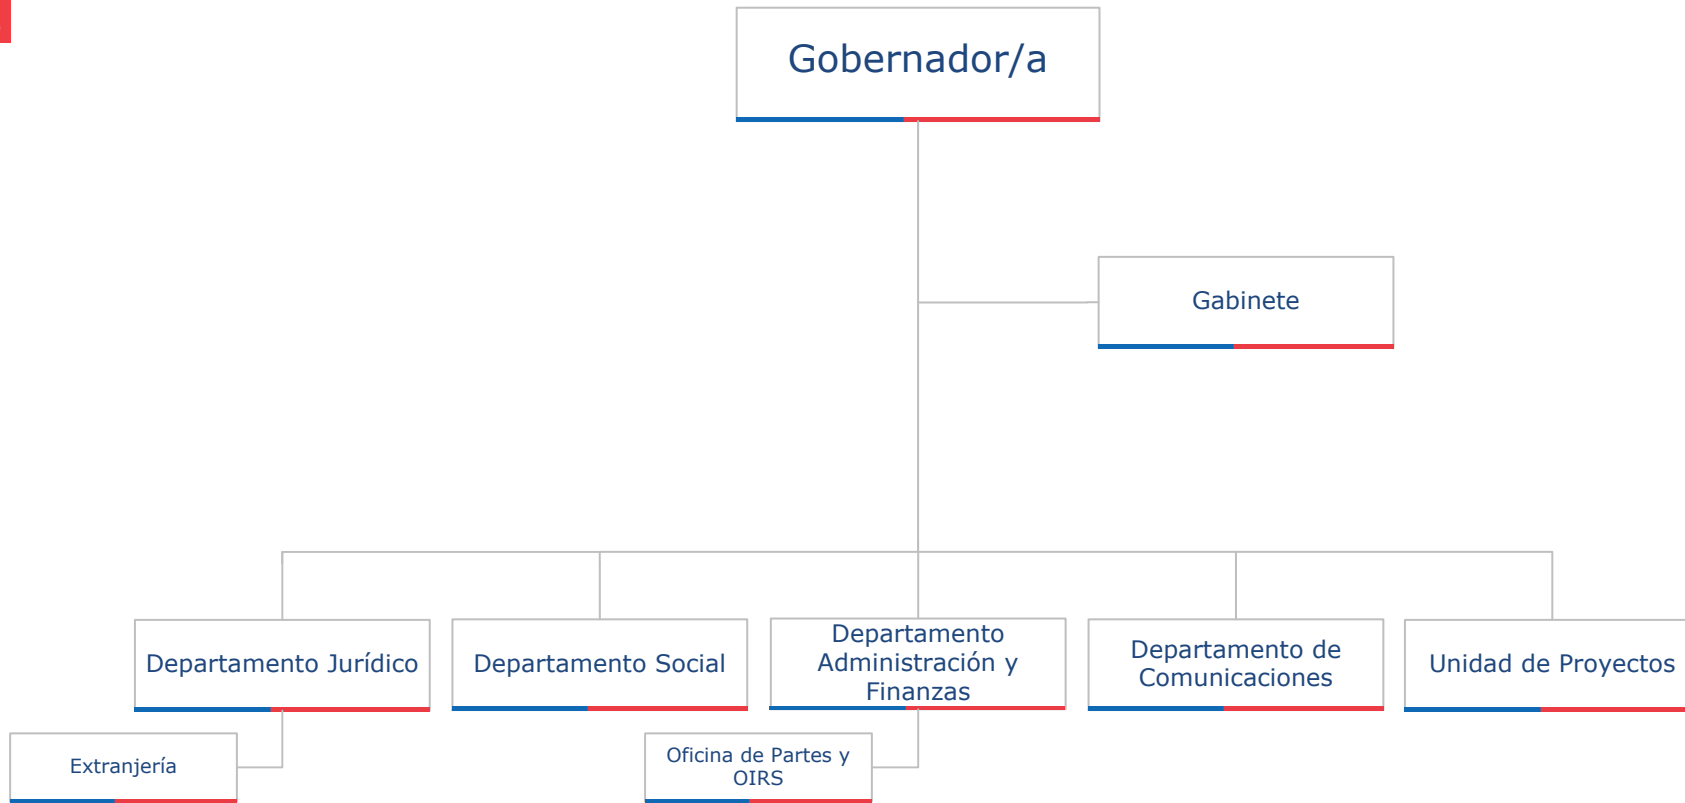 Gobernador/a
Gabinete
Departamento Jurídico
Departamento Social
Departamento
Administración y
Finanzas
Departamento de
Comunicaciones
Unidad de Proyectos
Extranjería
Oficina de Partes y
OIRS